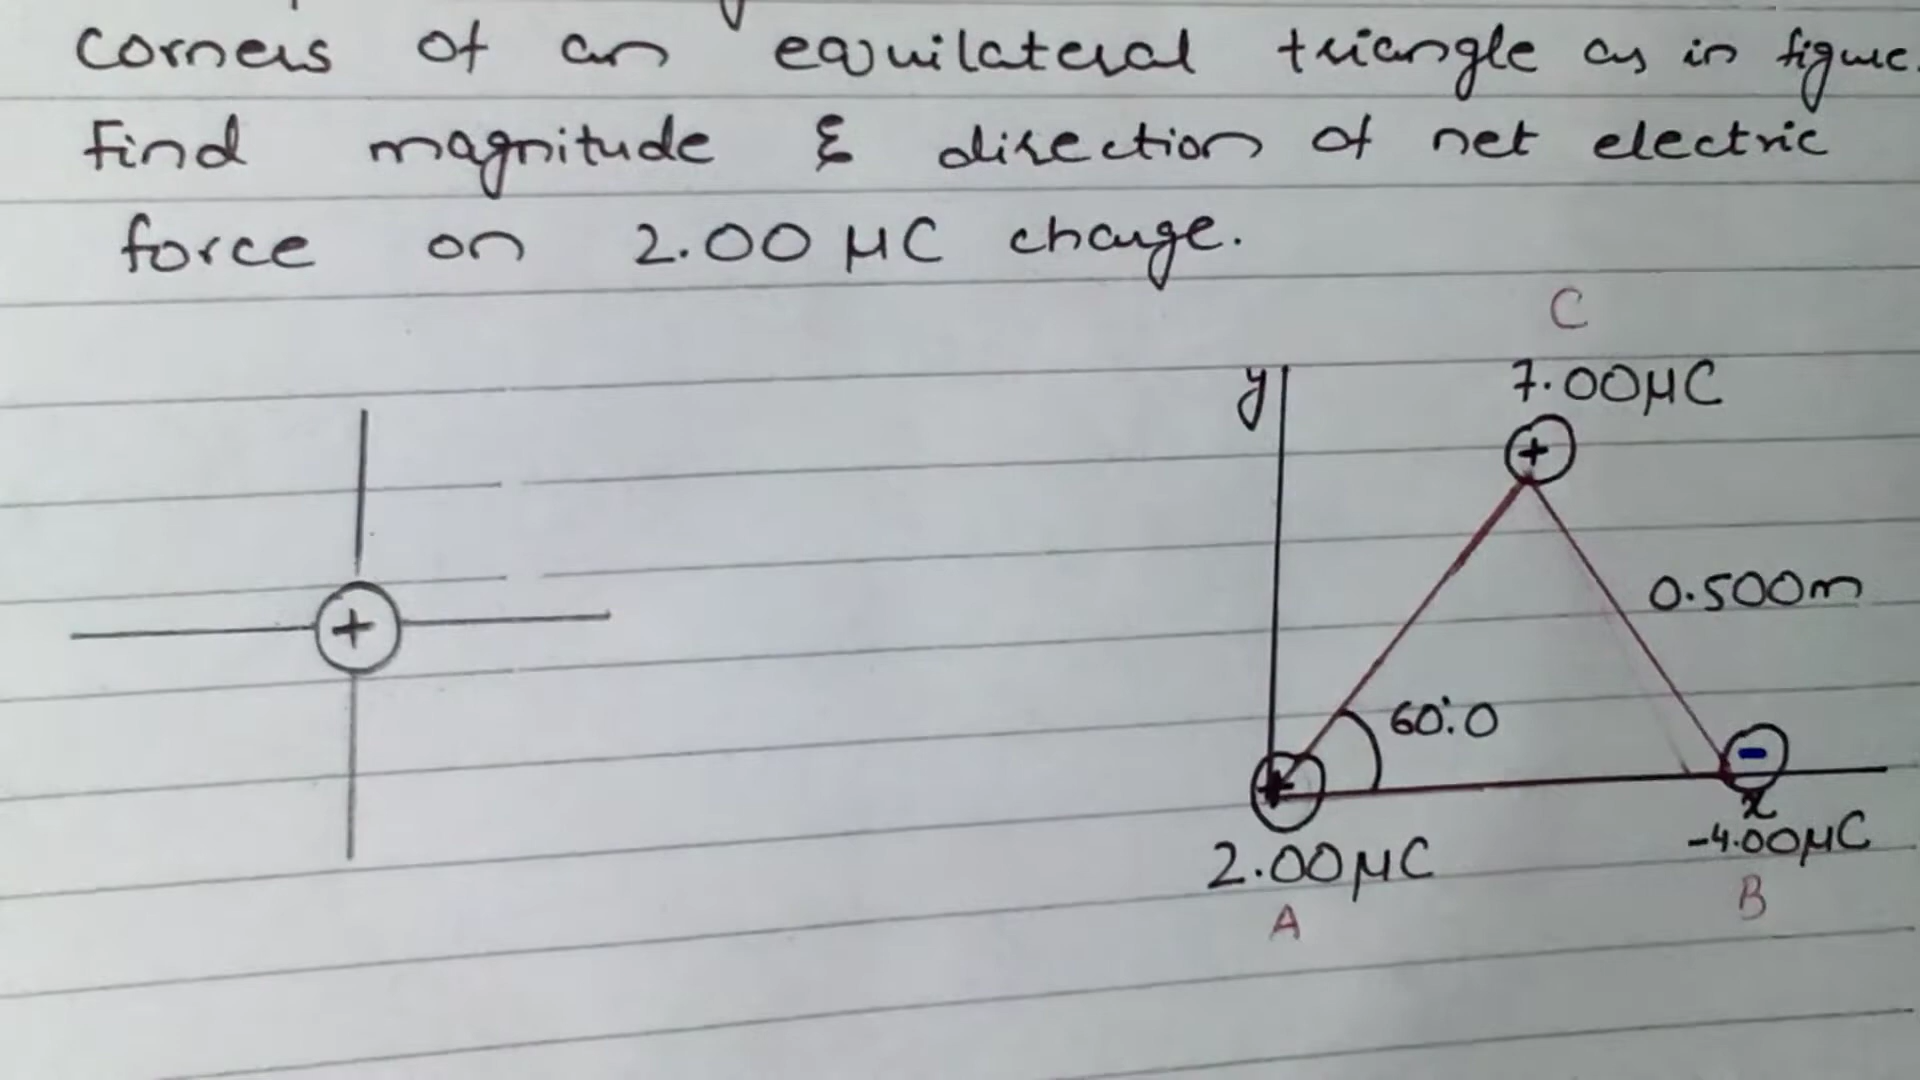 corners of an equilateral triangle as in figure.
Find magnitude & direction of net electric
force on 2.00 μC charge.
C
y
7.00μC
+
0.500m
+
60.0
-
x
2.00μC
-4.00μC
A
B